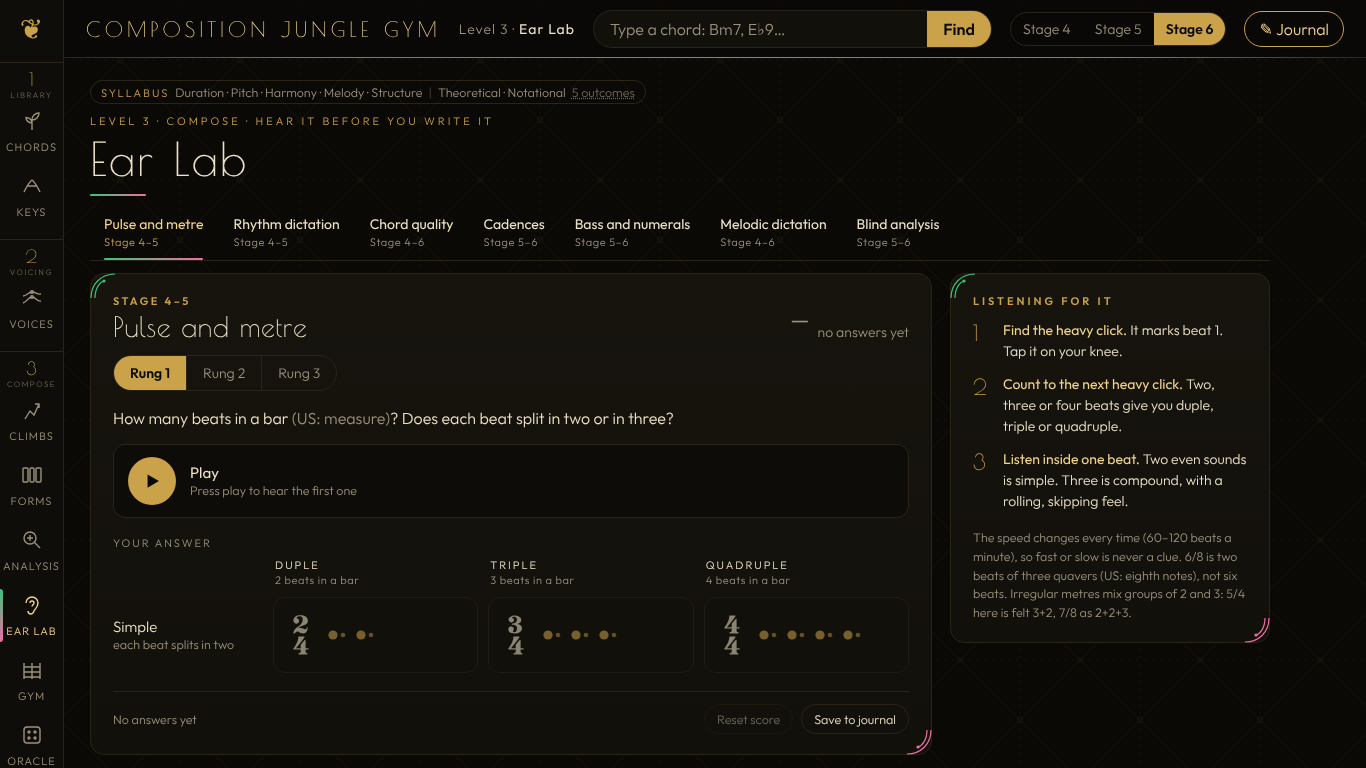 COMPOSITION JUNGLE GYM
Level 3 · Ear Lab
Type a chord: Bm7, E♭9…
Find
Stage 4
Stage 5
Stage 6
✎ Journal
1
LIBRARY
CHORDS
KEYS
2
VOICING
VOICES
3
COMPOSE
CLIMBS
FORMS
ANALYSIS
EAR LAB
GYM
ORACLE
SYLLABUS Duration · Pitch · Harmony · Melody · Structure | Theoretical · Notational 5 outcomes
LEVEL 3 · COMPOSE · HEAR IT BEFORE YOU WRITE IT
Ear Lab
Pulse and metre
Stage 4–5
Rhythm dictation
Stage 4–5
Chord quality
Stage 4–6
Cadences
Stage 5–6
Bass and numerals
Stage 5–6
Melodic dictation
Stage 4–6
Blind analysis
Stage 5–6
STAGE 4–5
Pulse and metre
— no answers yet
Rung 1
Rung 2
Rung 3
How many beats in a bar (US: measure)? Does each beat split in two or in three?
Play
Press play to hear the first one
YOUR ANSWER
DUPLE
2 beats in a bar
TRIPLE
3 beats in a bar
QUADRUPLE
4 beats in a bar
Simple
each beat splits in two
2
4
3
4
4
4
No answers yet
Reset score
Save to journal
LISTENING FOR IT
1
Find the heavy click. It marks beat 1.
Tap it on your knee.
2
Count to the next heavy click. Two,
three or four beats give you duple,
triple or quadruple.
3
Listen inside one beat. Two even sounds
is simple. Three is compound, with a
rolling, skipping feel.
The speed changes every time (60–120 beats a
minute), so fast or slow is never a clue. 6/8 is two
beats of three quavers (US: eighth notes), not six
beats. Irregular metres mix groups of 2 and 3: 5/4
here is felt 3+2, 7/8 as 2+2+3.